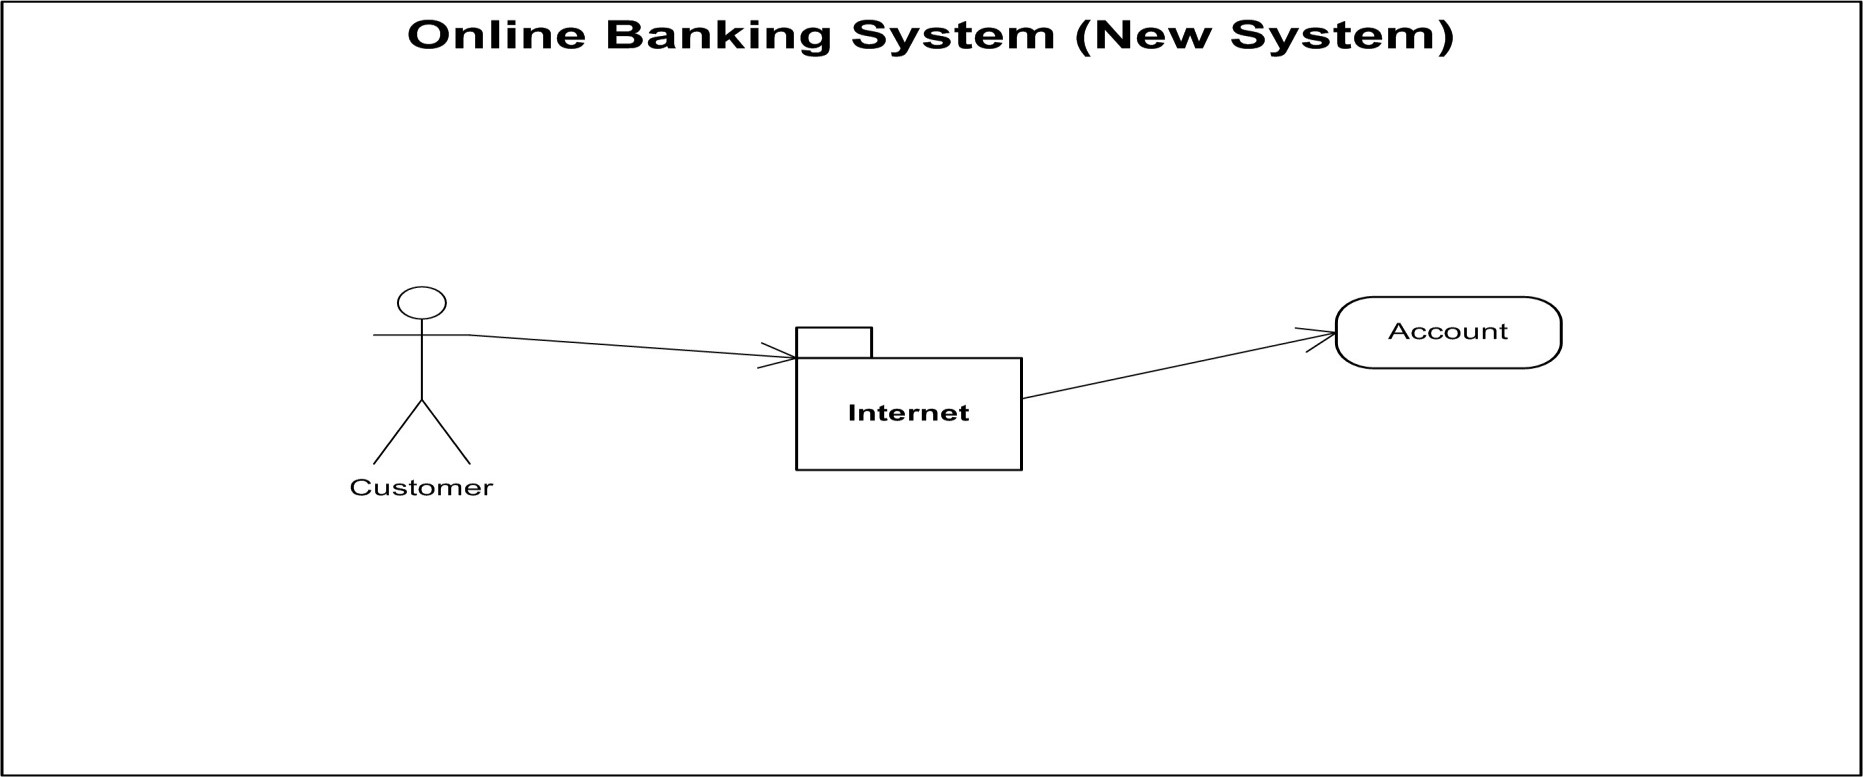 Online Banking System (New System)
Account
Internet
Customer